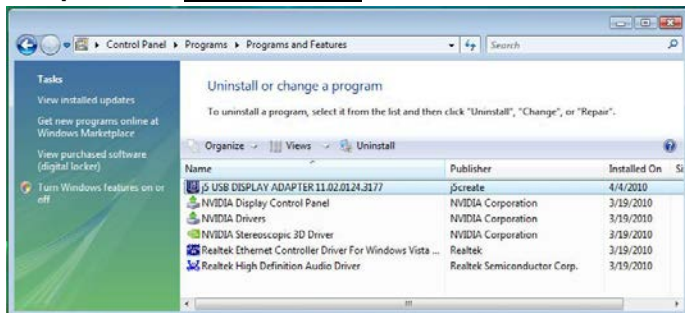 Control Panel ▸ Programs ▸ Programs and Features
Search
Tasks
View installed updates
Get new programs online at
Windows Marketplace
View purchased software
(digital locker)
Turn Windows features on or
off
Uninstall or change a program
To uninstall a program, select it from the list and then click "Uninstall", "Change", or "Repair".
Organize Views Uninstall
Name Publisher Installed On Si
j5 USB DISPLAY ADAPTER 11.02.0124.3177 j5create 4/4/2010
NVIDIA Display Control Panel NVIDIA Corporation 3/19/2010
NVIDIA Drivers NVIDIA Corporation 3/19/2010
NVIDIA Stereoscopic 3D Driver NVIDIA Corporation 3/19/2010
Realtek Ethernet Controller Driver For Windows Vista ... Realtek 3/19/2010
Realtek High Definition Audio Driver Realtek Semiconductor Corp. 3/19/2010